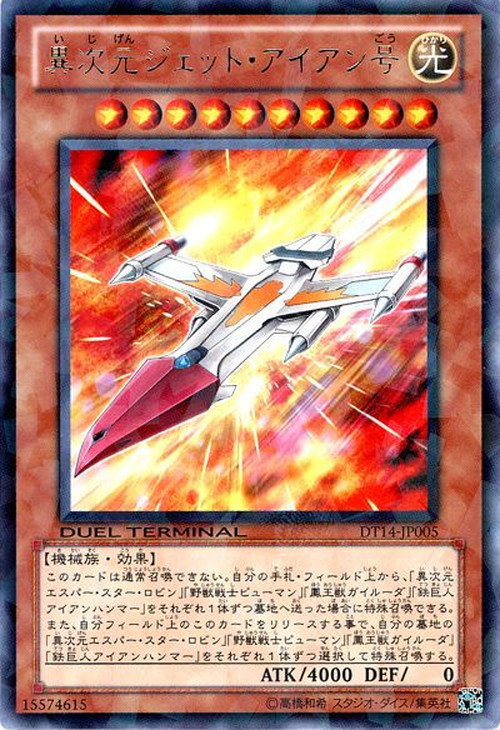 異次元ジェット・アイアン号
光
DUEL TERMINAL
DT14-JP005
【機械族・効果】
このカードは通常召喚できない。自分の手札・フィールド上から、「異次元
エスパー・スター・ロビン」「野獣戦士ピューマン」「鳳王獣ガイルーダ」
「鉄巨人アイアンハンマー」をそれぞれ1体ずつ墓地へ送った場合に特殊召喚できる。
また、自分フィールド上のこのカードをリリースする事で、自分の墓地の
「異次元エスパー・スター・ロビン」「野獣戦士ピューマン」「鳳王獣ガイルーダ」
「鉄巨人アイアンハンマー」をそれぞれ1体ずつ選択して特殊召喚する。
ATK/4000 DEF/ 0
15574615
©高橋和希 スタジオ・ダイス/集英社